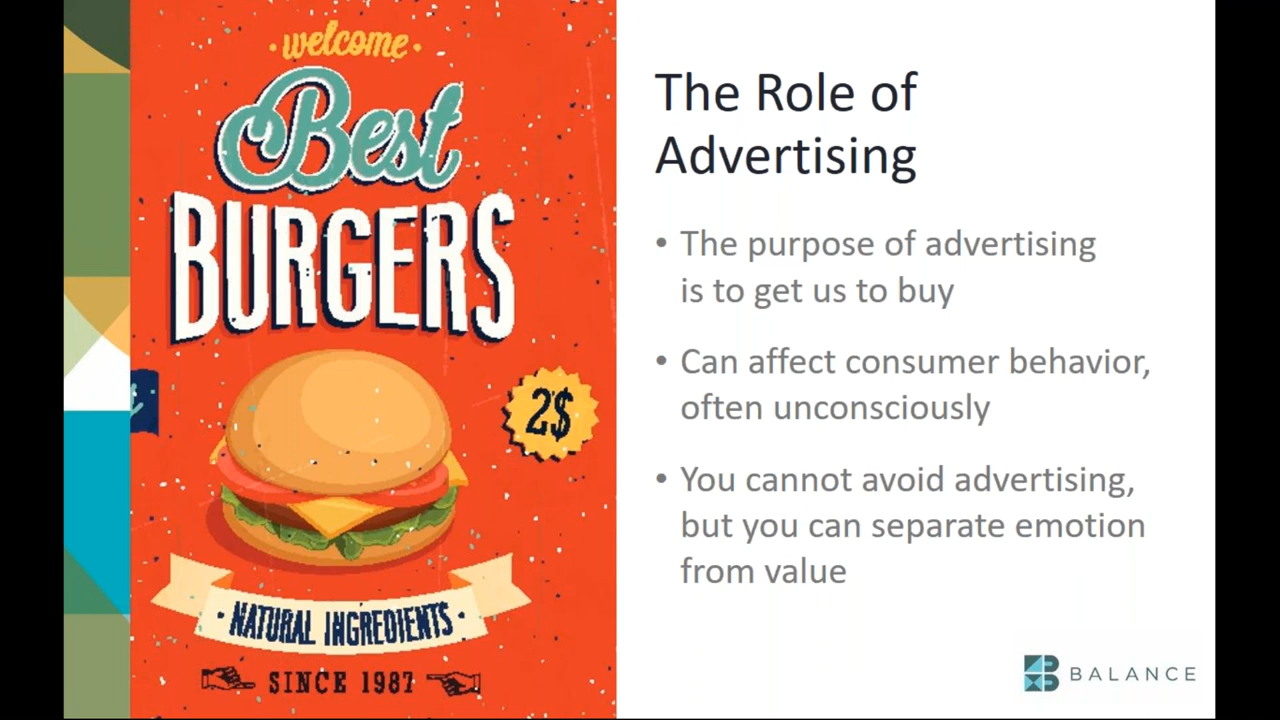 · welcome ·
Best
BURGERS
2$
· NATURAL INGREDIENTS ·
SINCE 1987
The Role of
Advertising
• The purpose of advertising
is to get us to buy
• Can affect consumer behavior,
often unconsciously
• You cannot avoid advertising,
but you can separate emotion
from value
BALANCE